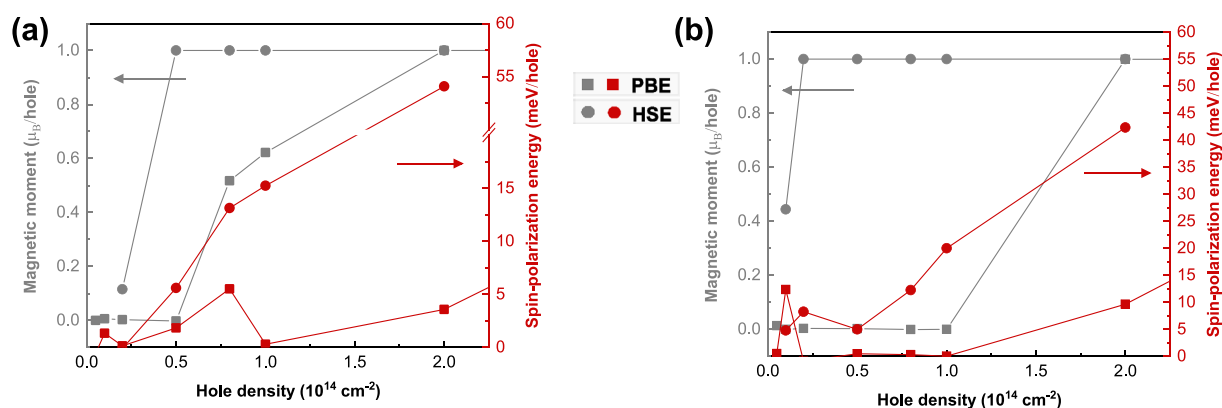 (a)
Magnetic moment (μB/hole)
1.0
0.8
0.6
0.4
0.2
0.0
0.0 0.5 1.0 1.5 2.0
Hole density (10¹⁴ cm⁻²)
60
55
15
10
5
0
Spin-polarization energy (meV/hole)
PBE
HSE
(b)
Magnetic moment (μB/hole)
1.0
0.8
0.6
0.4
0.2
0.0
0.0 0.5 1.0 1.5 2.0
Hole density (10¹⁴ cm⁻²)
60
55
50
45
40
35
30
25
20
15
10
5
0
Spin-polarization energy (meV/hole)